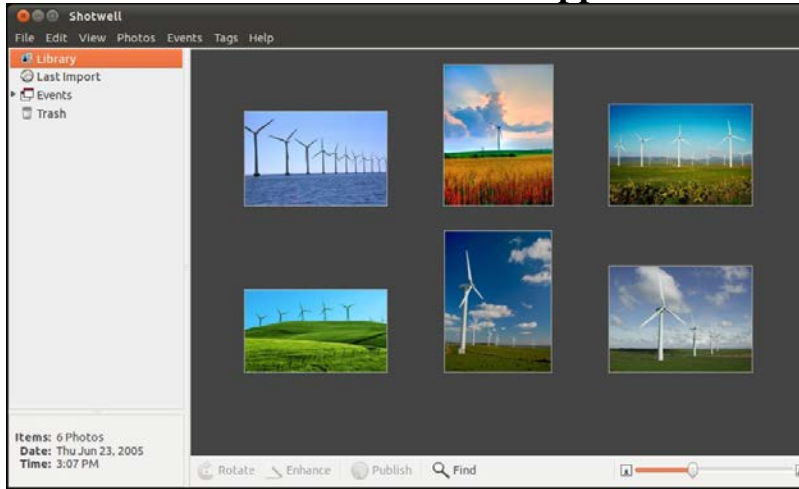 Shotwell
File Edit View Photos Events Tags Help
Library
Last Import
Events
Trash
Items: 6 Photos
Date: Thu Jun 23, 2005
Time: 3:07 PM
Rotate Enhance Publish Find